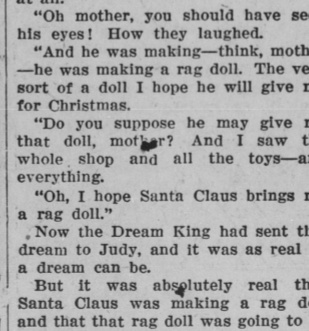 at all.
"Oh mother, you should have se
his eyes! How they laughed.
"And he was making—think, moth
—he was making a rag doll. The ve
sort of a doll I hope he will give
for Christmas.
"Do you suppose he may give
that doll, mother? And I saw t
whole shop and all the toys—a
everything.
"Oh, I hope Santa Claus brings
a rag doll."
Now the Dream King had sent th
dream to Judy, and it was as real
a dream can be.
But it was absolutely real th
Santa Claus was making a rag d
and that that rag doll was going to